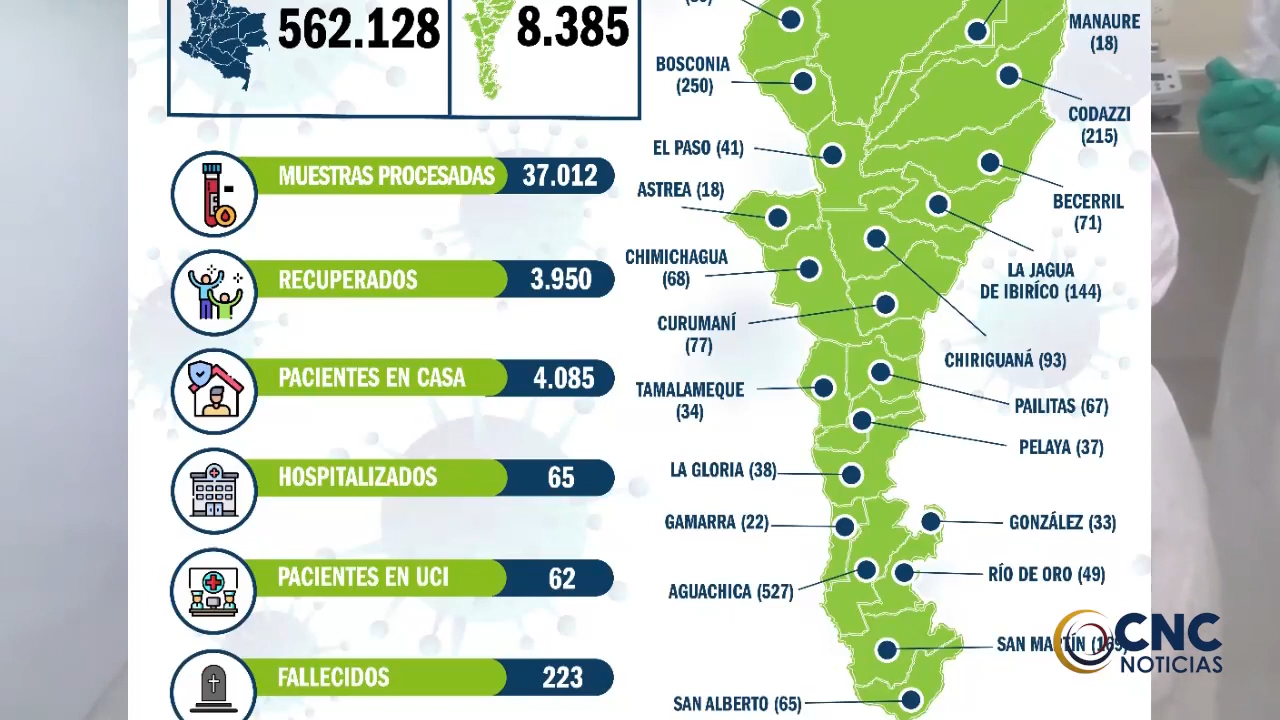 562.128
8.385
MUESTRAS PROCESADAS 37.012
RECUPERADOS 3.950
PACIENTES EN CASA 4.085
HOSPITALIZADOS 65
PACIENTES EN UCI 62
FALLECIDOS 223
MANAURE
(18)
BOSCONIA
(250)
CODAZZI
(215)
EL PASO (41)
ASTREA (18)
BECERRIL
(71)
CHIMICHAGUA
(68)
LA JAGUA
DE IBIRÍCO (144)
CURUMANÍ
(77)
CHIRIGUANÁ (93)
TAMALAMEQUE
(34)
PAILITAS (67)
PELAYA (37)
LA GLORIA (38)
GAMARRA (22)
GONZÁLEZ (33)
AGUACHICA (527)
RÍO DE ORO (49)
SAN MARTÍN (169)
SAN ALBERTO (65)
CNC
NOTICIAS